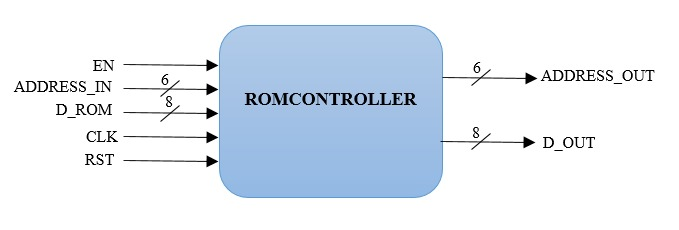 EN
ADDRESS_IN
6
D_ROM
8
CLK
RST
ROMCONTROLLER
6
ADDRESS_OUT
8
D_OUT